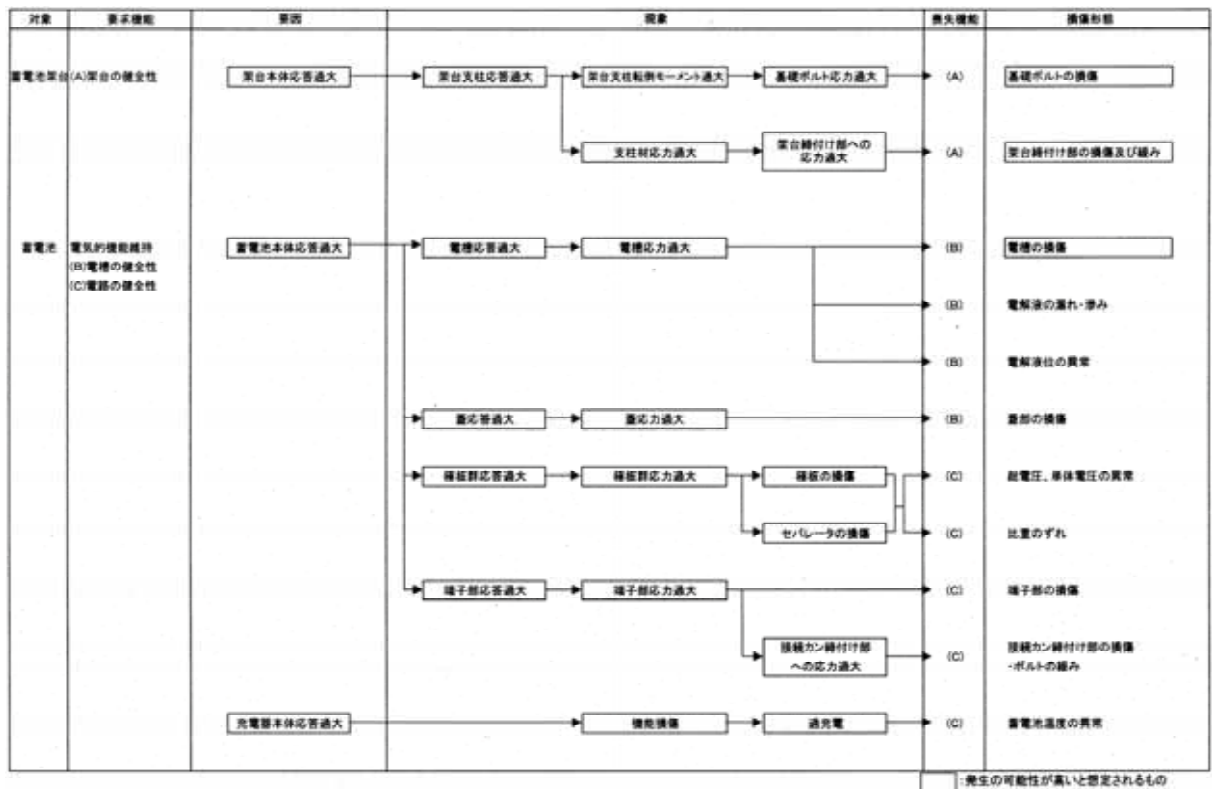 対象 要求機能 要因 現象 喪失機能 損傷形態
蓄電池架台 (A)架台の健全性 架台本体応答過大 架台支柱応答過大 架台支柱転倒モーメント過大 基礎ボルト応力過大 (A) 基礎ボルトの損傷
支柱材応力過大 架台締付け部への
応力過大 (A) 架台締付け部の損傷及び緩み
蓄電池 電気的機能維持 蓄電池本体応答過大 電槽応答過大 電槽応力過大 (B) 電槽の損傷
(B)電槽の健全性
(C)電路の健全性
(B) 電解液の漏れ・滲み
(B) 電解液位の異常
蓋応答過大 蓋応力過大 (B) 蓋部の損傷
極板群応答過大 極板群応力過大 極板の損傷 (C) 総電圧、単体電圧の異常
セパレータの損傷 (C) 比重のずれ
端子部応答過大 端子部応力過大 (C) 端子部の損傷
接続カン締付け部
への応力過大 (C) 接続カン締付け部の損傷
・ボルトの緩み
充電器本体応答過大 機能損傷 過充電 (C) 蓄電池温度の異常
:発生の可能性が高いと想定されるもの